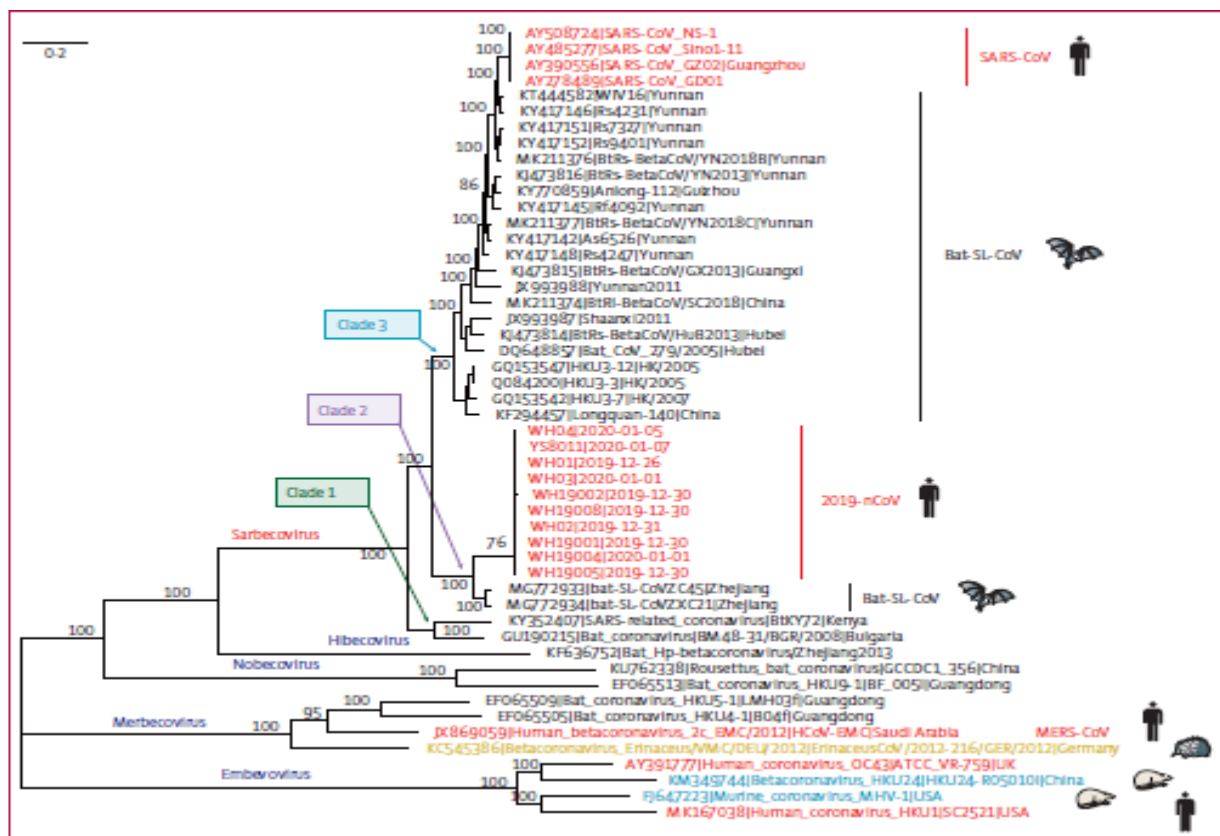 0-2
100
AY508724|SARS-CoV_NS-1
100
AY485277|SARS-CoV_Sino1-11
AY390556|SARS-CoV_GZ02|Guangzhou
SARS-CoV
100
AY278489|SARS-CoV_GD01
KT444582|WIV16|Yunnan
100
KY417146|Rs4231|Yunnan
KY417151|Rs7327|Yunnan
100
KY417152|Rs9401|Yunnan
MK211376|BtRs-BetaCoV/YN2018B|Yunnan
KJ473816|BtRs-BetaCoV/YN2013|Yunnan
86
KY770859|Anlong-112|Guizhou
KY417145|Rf4092|Yunnan
100
MK211377|BtRs-BetaCoV/YN2018C|Yunnan
KY417142|As6526|Yunnan
KY417148|Rs4247|Yunnan
Bat-SL-CoV
100
KJ473815|BtRs-BetaCoV/GX2013|Guangxi
JX993988|Yunnan2011
100
MK211374|BtRl-BetaCoV/SC2018|China
JX993987|Shaanxi2011
Clade 3
KJ473814|BtRs-BetaCoV/HuB2013|Hubei
DQ648857|Bat_CoV_279/2005|Hubei
100
GQ153547|HKU3-12|HK/2005
Q084200|HKU3-3|HK/2005
GQ153542|HKU3-7|HK/2007
Clade 2
KF294457|Longquan-140|China
WH04|2020-01-05
YS8011|2020-01-07
100
WH01|2019-12-26
WH03|2020-01-01
Clade 1
WH19002|2019-12-30
2019-nCoV
WH19008|2019-12-30
WH02|2019-12-31
Sarbecovirus
76
WH19001|2019-12-30
100
WH19004|2020-01-01
WH19005|2019-12-30
100
100
MG772933|bat-SL-CoVZC45|Zhejiang
Bat-SL-CoV
MG772934|bat-SL-CoVZXC21|Zhejiang
100
KY352407|SARS-related_coronavirus|BtKY72|Kenya
100
100
Hibecovirus
GU190215|Bat_coronavirus|BM48-31/BGR/2008|Bulgaria
KF636752|Bat_Hp-betacoronavirus/Zhejiang2013
Nobecovirus
100
KU762338|Rousettus_bat_coronavirus|GCCDC1_356|China
EF065513|Bat_coronavirus_HKU9-1|BF_005I|Guangdong
EF065509|Bat_coronavirus_HKU5-1|LMH03f|Guangdong
Merbecovirus
95
EF065505|Bat_coronavirus_HKU4-1|B04f|Guangdong
100
JX869059|Human_betacoronavirus_2c_EMC/2012|HCoV-EMC|Saudi Arabia
MERS-CoV
KC545386|Betacoronavirus_Erinaceus/VMC/DEU/2012|ErinaceusCoV/2012-216/GER/2012|Germany
Embevovirus
100
AY391777|Human_coronavirus_OC43|ATCC_VR-759|UK
100
KM349744|Betacoronavirus_HKU24|HKU24-R05010I|China
FJ647223|Murine_coronavirus_MHV-1|USA
100
MK167038|Human_coronavirus_HKU1|SC2521|USA